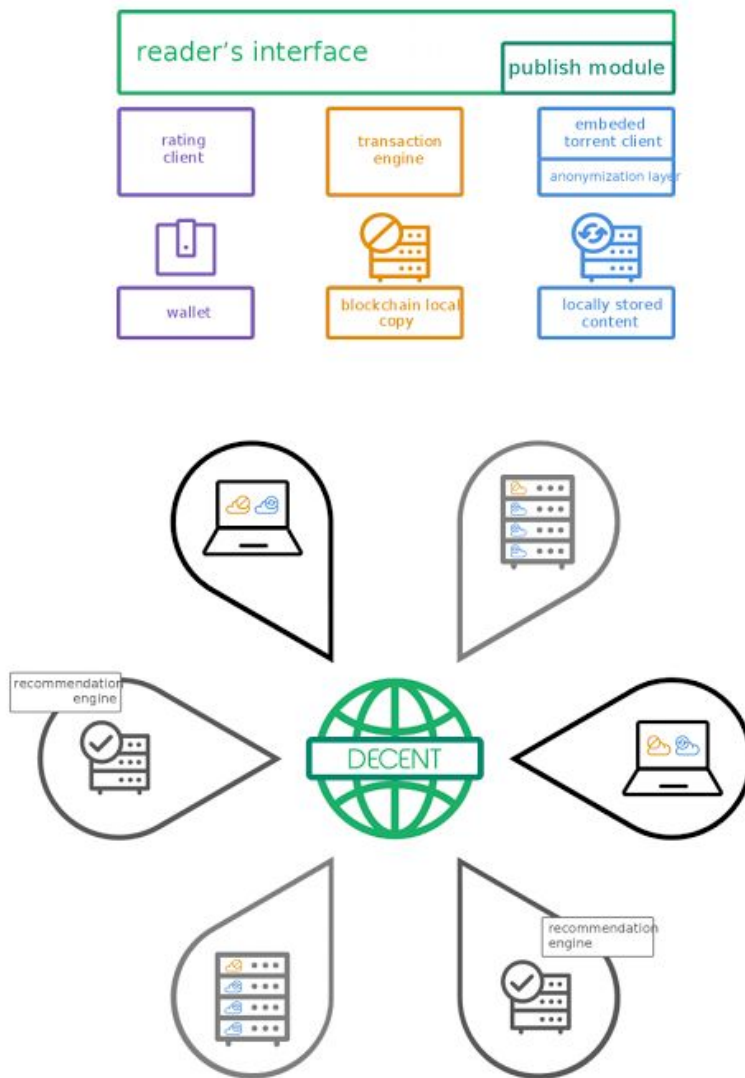 reader's interface
publish module
rating
client
transaction
engine
embeded
torrent client
anonymization layer
wallet
blockchain local
copy
locally stored
content
recommendation
engine
DECENT
recommendation
engine